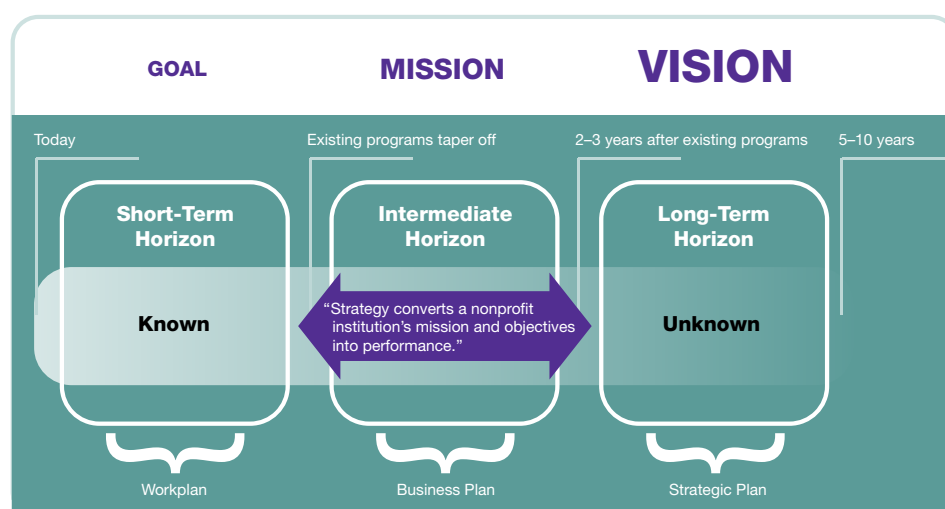 GOAL
MISSION
VISION
Today
Existing programs taper off
2–3 years after existing programs
5–10 years
Short-Term
Horizon
Intermediate
Horizon
Long-Term
Horizon
Known
“Strategy converts a nonprofit
institution’s mission and objectives
into performance.”
Unknown
Workplan
Business Plan
Strategic Plan